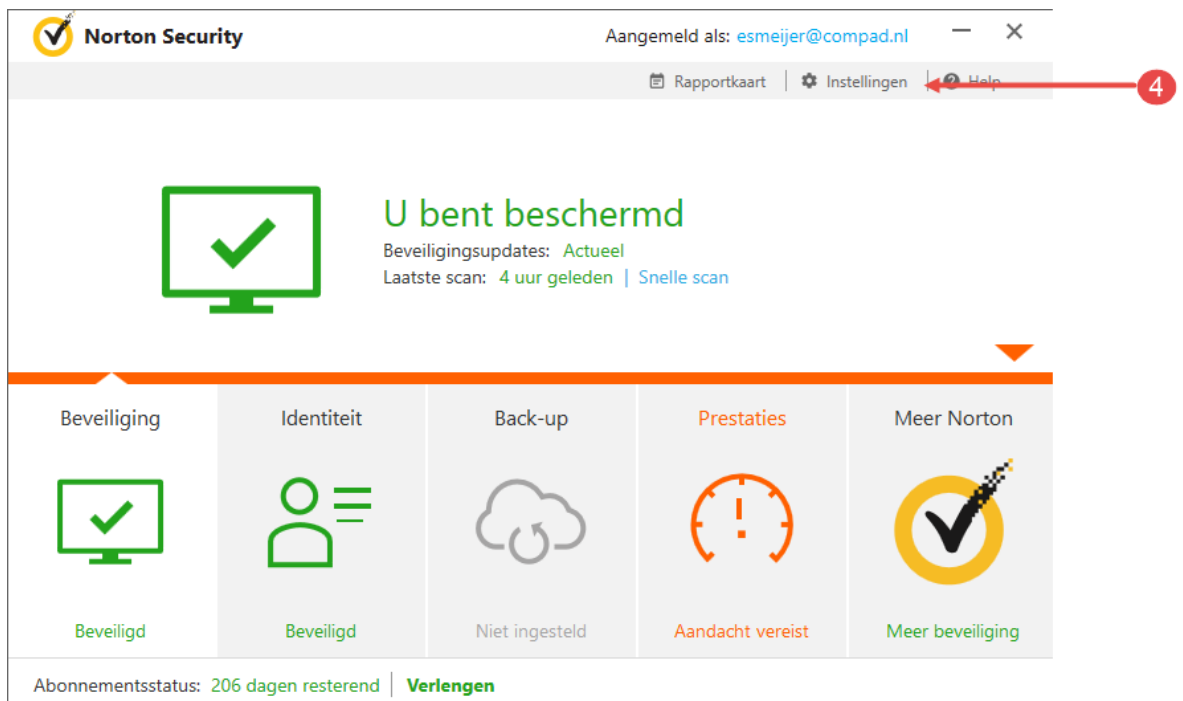 Norton Security
Aangemeld als: esmeijer@compad.nl
Rapportkaart Instellingen Help
4
U bent beschermd
Beveiligingsupdates: Actueel
Laatste scan: 4 uur geleden | Snelle scan
Beveiliging Identiteit Back-up Prestaties Meer Norton
Beveiligd Beveiligd Niet ingesteld Aandacht vereist Meer beveiliging
Abonnementsstatus: 206 dagen resterend | Verlengen